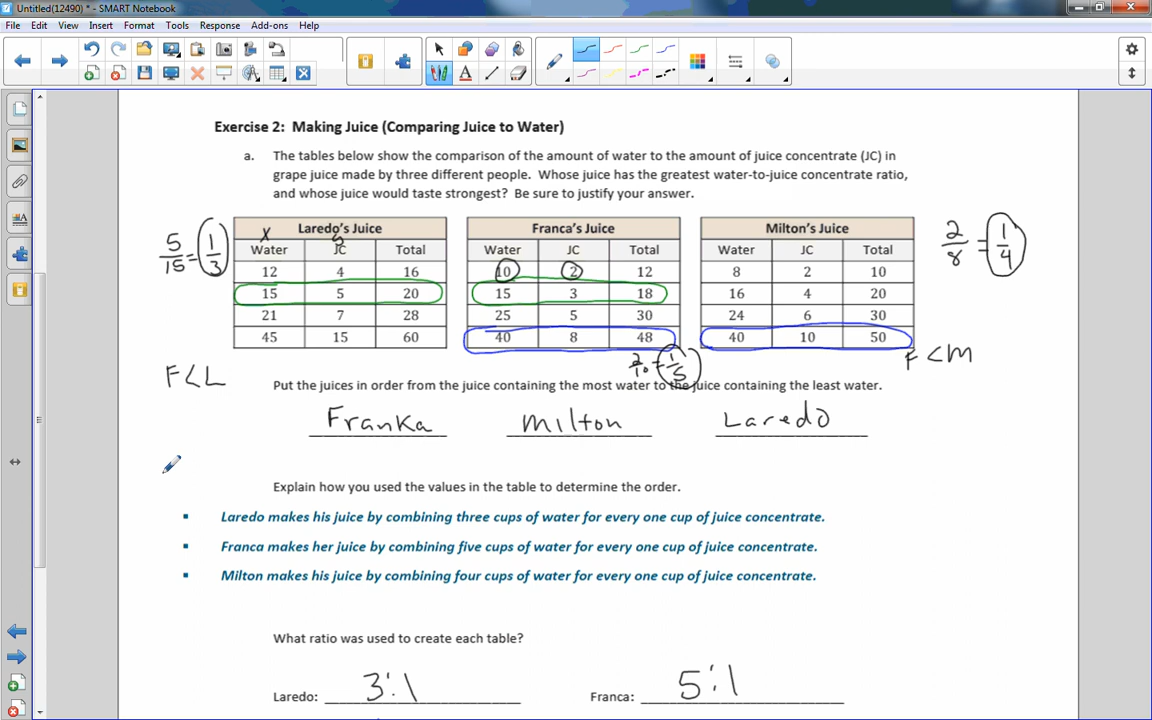 Untitled(12490) * - SMART Notebook
File Edit View Insert Format Tools Response Add-ons Help
Exercise 2: Making Juice (Comparing Juice to Water)
a. The tables below show the comparison of the amount of water to the amount of juice concentrate (JC) in
grape juice made by three different people. Whose juice has the greatest water-to-juice concentrate ratio,
and whose juice would taste strongest? Be sure to justify your answer.
5/15 = 1/3
X Laredo's Juice
Water JC Total
12 4 16
15 5 20
21 7 28
45 15 60
Franca's Juice
Water JC Total
10 2 12
15 3 18
25 5 30
40 8 48
2/10 = 1/5
Milton's Juice
Water JC Total
8 2 10
16 4 20
24 6 30
40 10 50
2/8 = 1/4
F < M
F < L
Put the juices in order from the juice containing the most water to the juice containing the least water.
Franka Milton Laredo
Explain how you used the values in the table to determine the order.
▪ Laredo makes his juice by combining three cups of water for every one cup of juice concentrate.
▪ Franca makes her juice by combining five cups of water for every one cup of juice concentrate.
▪ Milton makes his juice by combining four cups of water for every one cup of juice concentrate.
What ratio was used to create each table?
Laredo: 3:1 Franca: 5:1